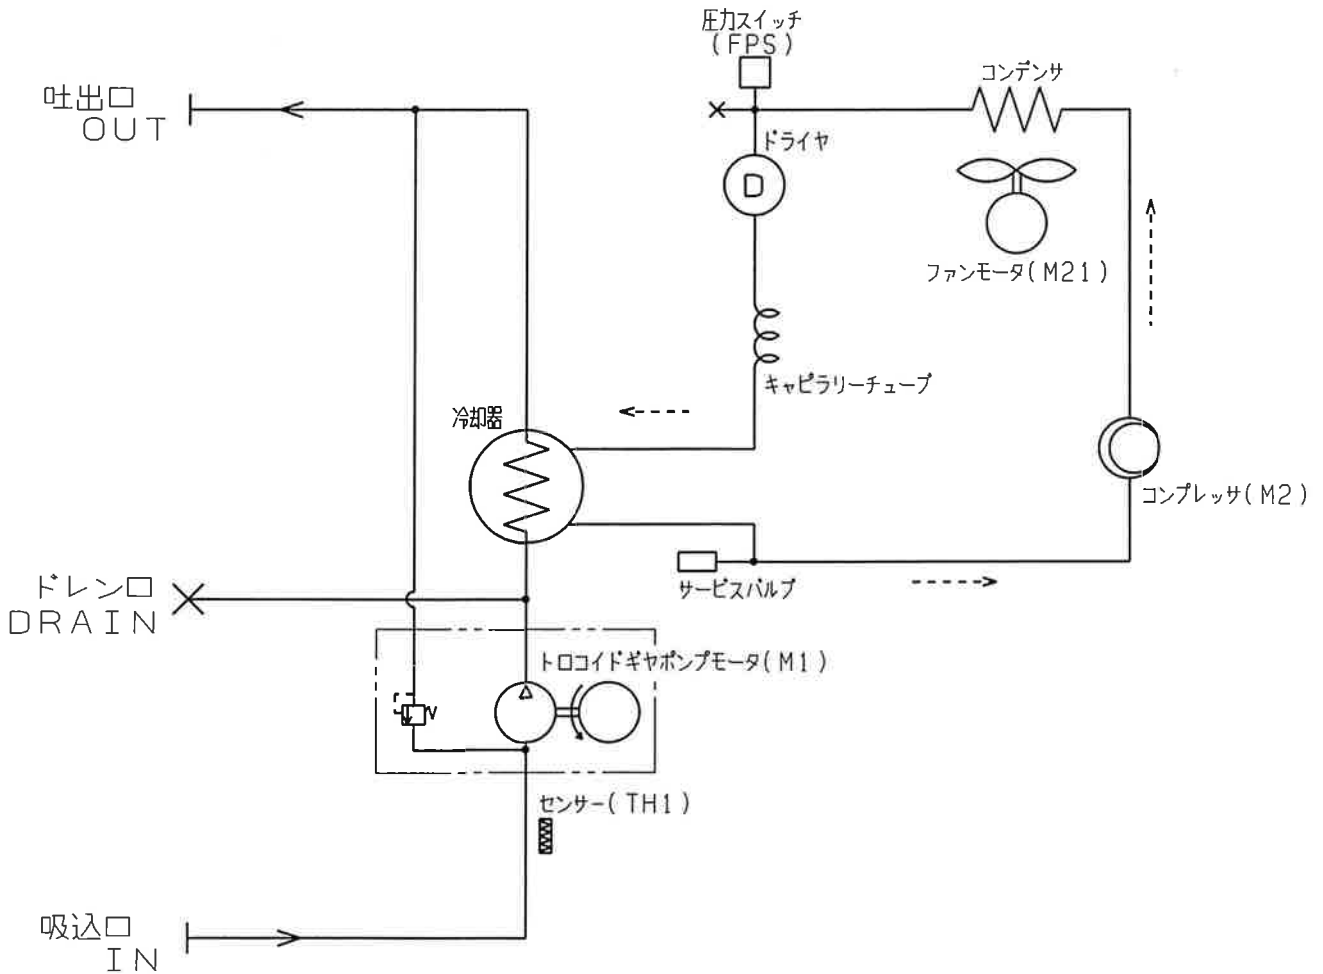 圧力スイッチ
(FPS)
コンデンサ
吐出口
OUT
ドライヤ
D
ファンモータ(M21)
キャピラリーチューブ
冷却器
コンプレッサ(M2)
サービスバルブ
ドレン口
DRAIN
トロコイドギヤポンプモータ(M1)
センサー(TH1)
吸込口
IN